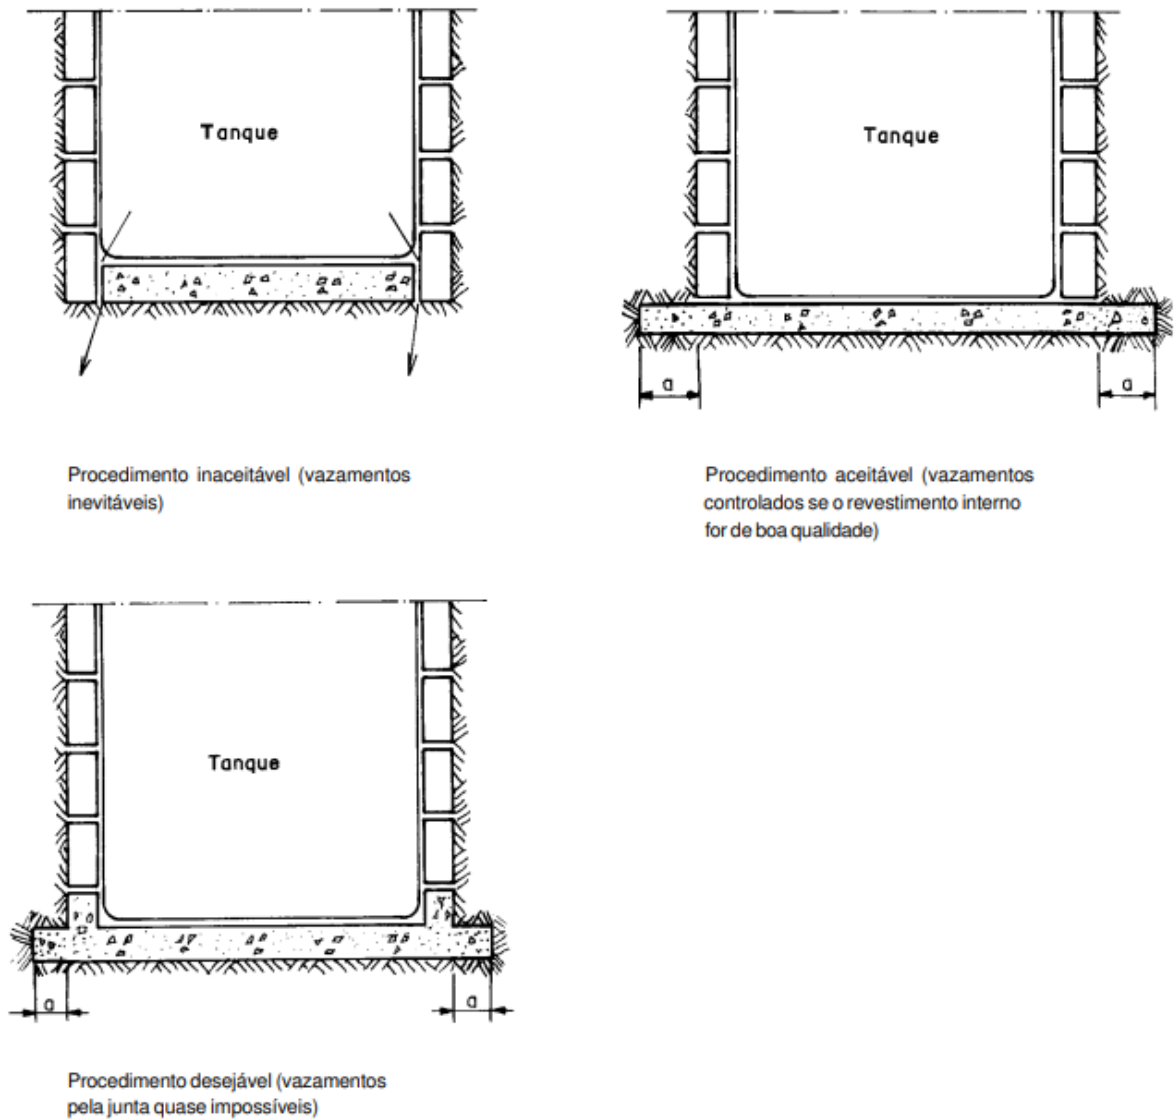 Tanque
a
a
Tanque
Procedimento inaceitável (vazamentos
inevitáveis)
Procedimento aceitável (vazamentos
controlados se o revestimento interno
for de boa qualidade)
Tanque
a
a
Procedimento desejável (vazamentos
pela junta quase impossíveis)